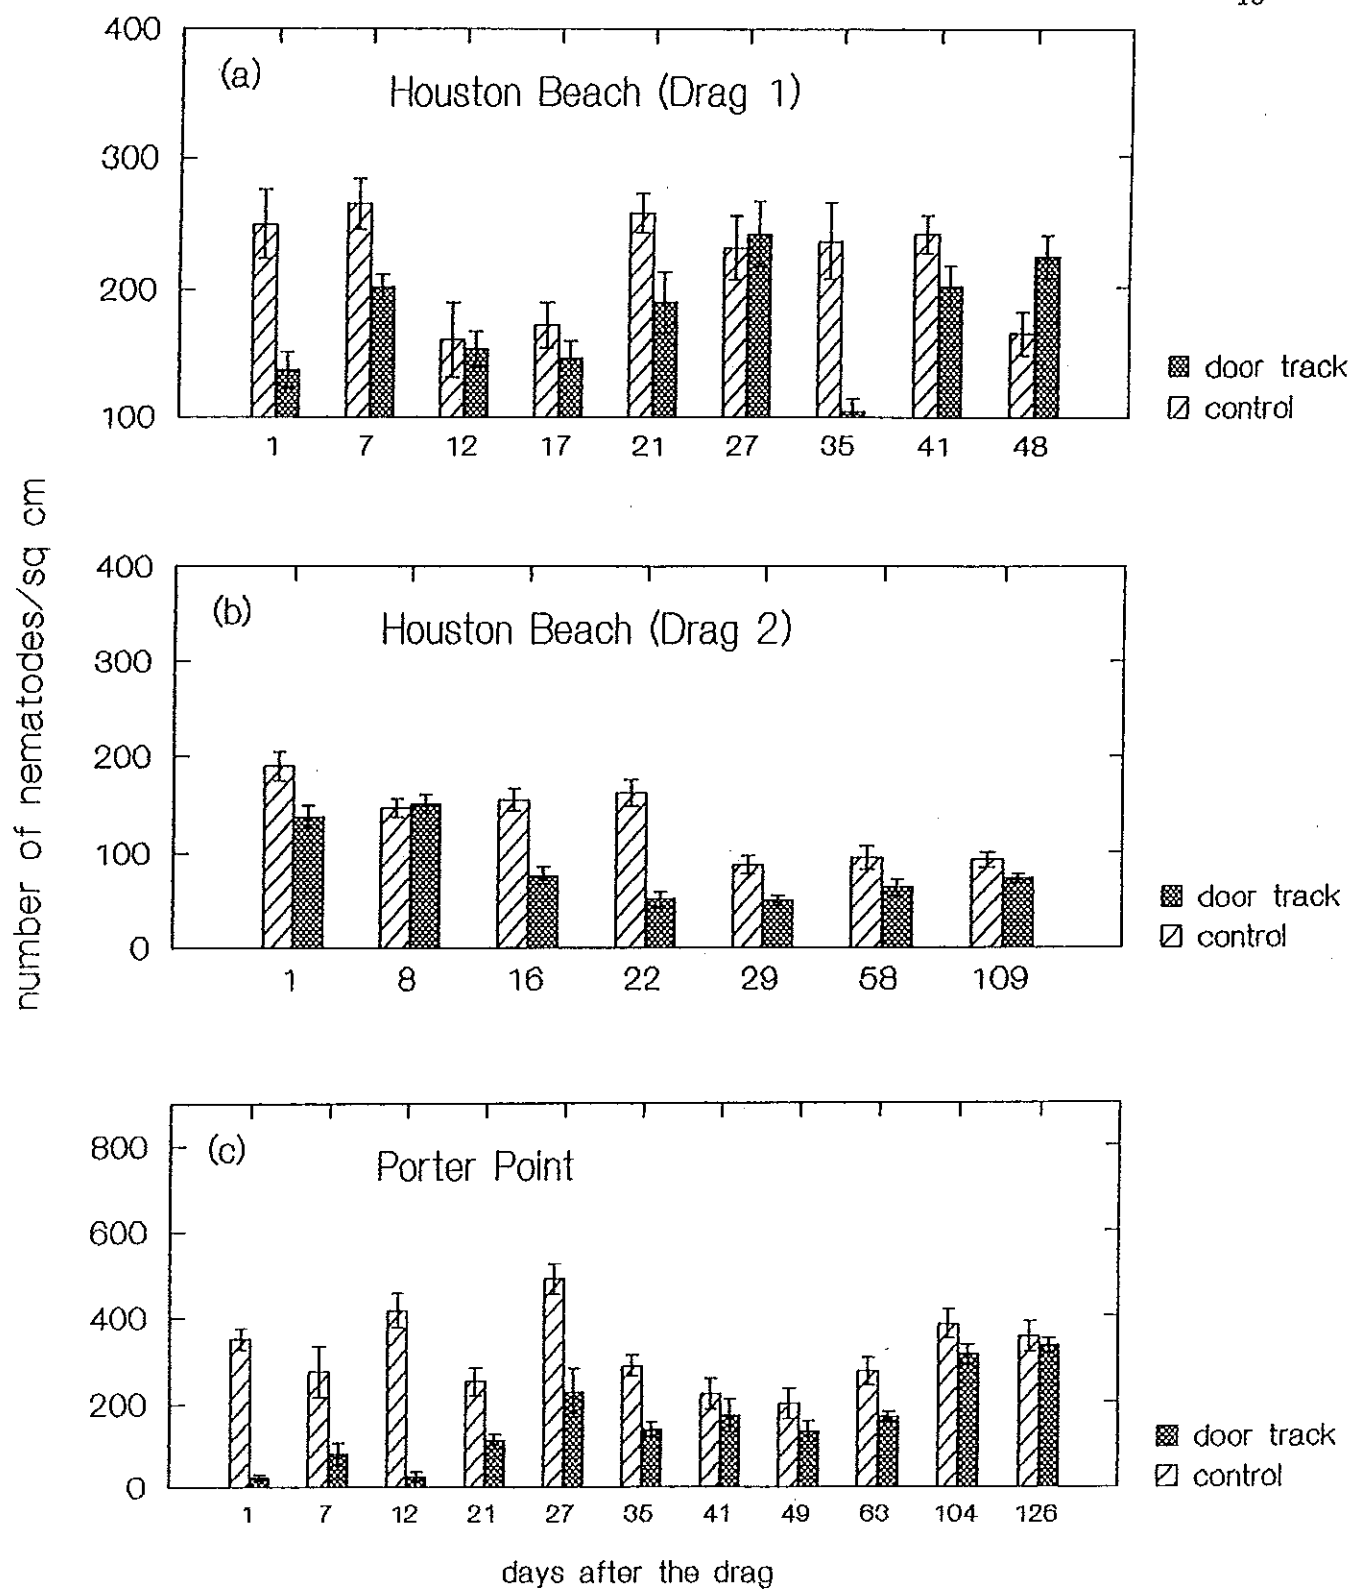 400
(a)
Houston Beach (Drag 1)
300
200
100
door track
control
1 7 12 17 21 27 35 41 48
number of nematodes/sq cm
400
(b)
Houston Beach (Drag 2)
300
200
100
0
door track
control
1 8 16 22 29 58 109
800
(c)
Porter Point
600
400
200
0
door track
control
1 7 12 21 27 35 41 49 63 104 126
days after the drag